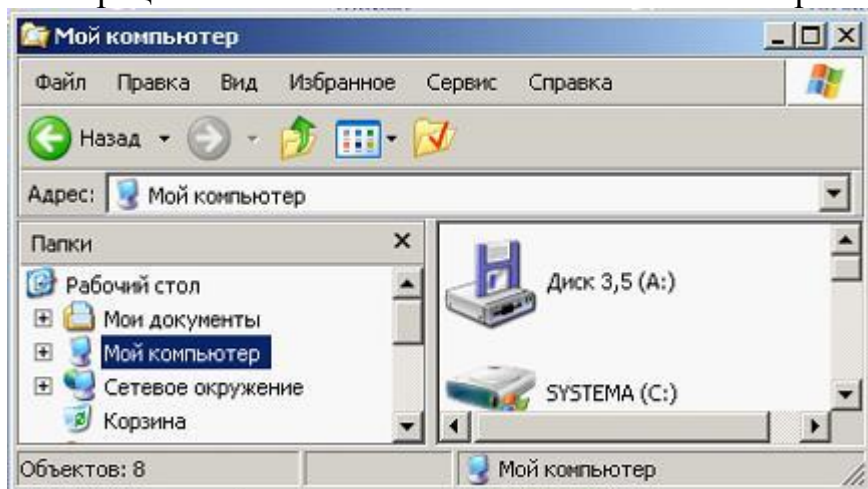 Мой компьютер
Файл Правка Вид Избранное Сервис Справка
Назад
Адрес: Мой компьютер
Папки
Рабочий стол
Мои документы
Мой компьютер
Сетевое окружение
Корзина
Диск 3,5 (A:)
SYSTEMA (C:)
Объектов: 8
Мой компьютер